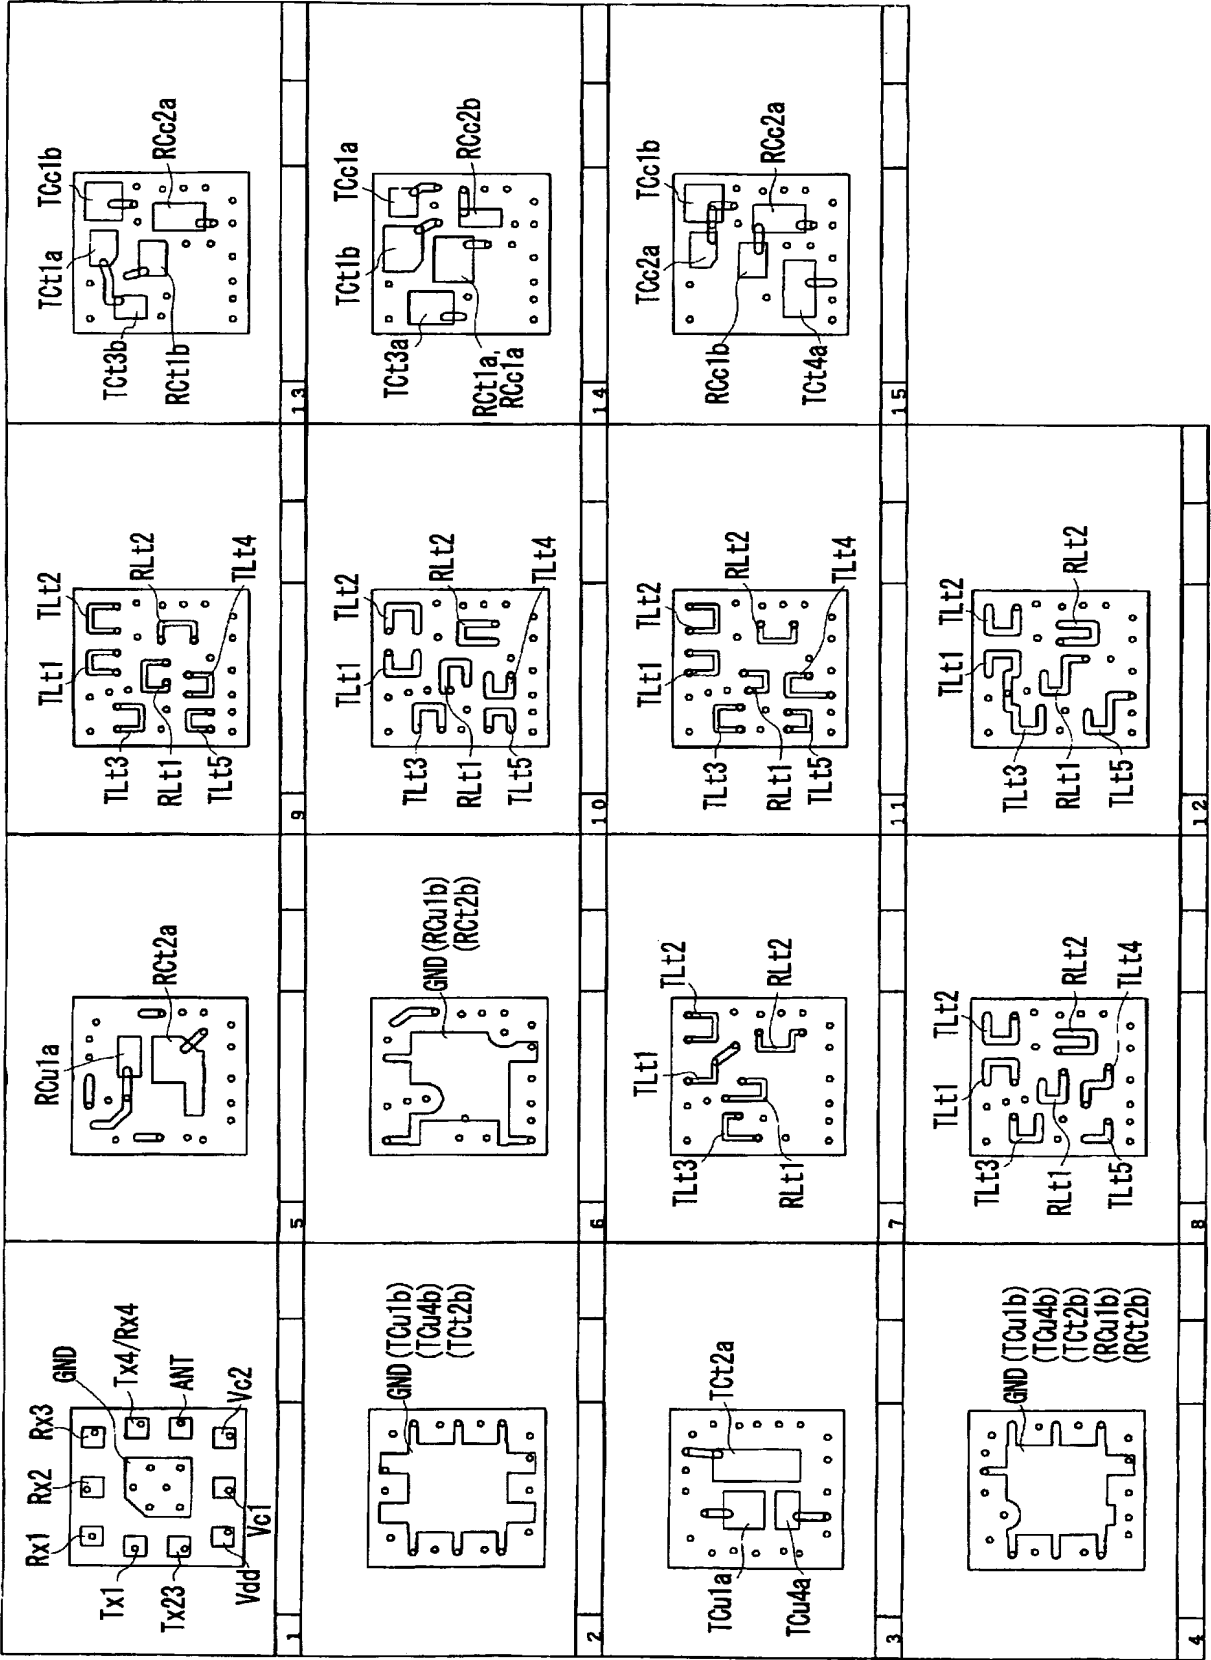 Rx1
Rx2
Rx3
GND
Tx4/Rx4
ANT
Vc2
Vc1
Vdd
Tx23
Tx1
1
GND (TCu1b)
(TCu4b)
(TCt2b)
2
TCt2a
TCu1a
TCu4a
3
GND (TCu1b)
(TCu4b)
(TCt2b)
(RCu1b)
(RCt2b)
4
RCu1a
RCt2a
5
GND (RCu1b)
(RCt2b)
6
TLt1
TLt2
RLt2
TLt3
RLt1
7
TLt1
TLt2
RLt2
TLt4
TLt3
RLt1
TLt5
8
TLt1
TLt2
RLt2
TLt4
TLt3
RLt1
TLt5
9
TLt1
TLt2
RLt2
TLt4
TLt3
RLt1
TLt5
10
TLt1
TLt2
RLt2
TLt4
TLt3
RLt1
TLt5
11
TLt1
TLt2
RLt2
TLt3
RLt1
TLt5
12
TCt1a
TCc1b
RCc2a
TCt3b
RCt1b
13
TCt1b
TCc1a
RCc2b
TCt3a
RCt1a,
RCc1a
14
TCc2a
TCc1b
RCc2a
RCc1b
TCt4a
15